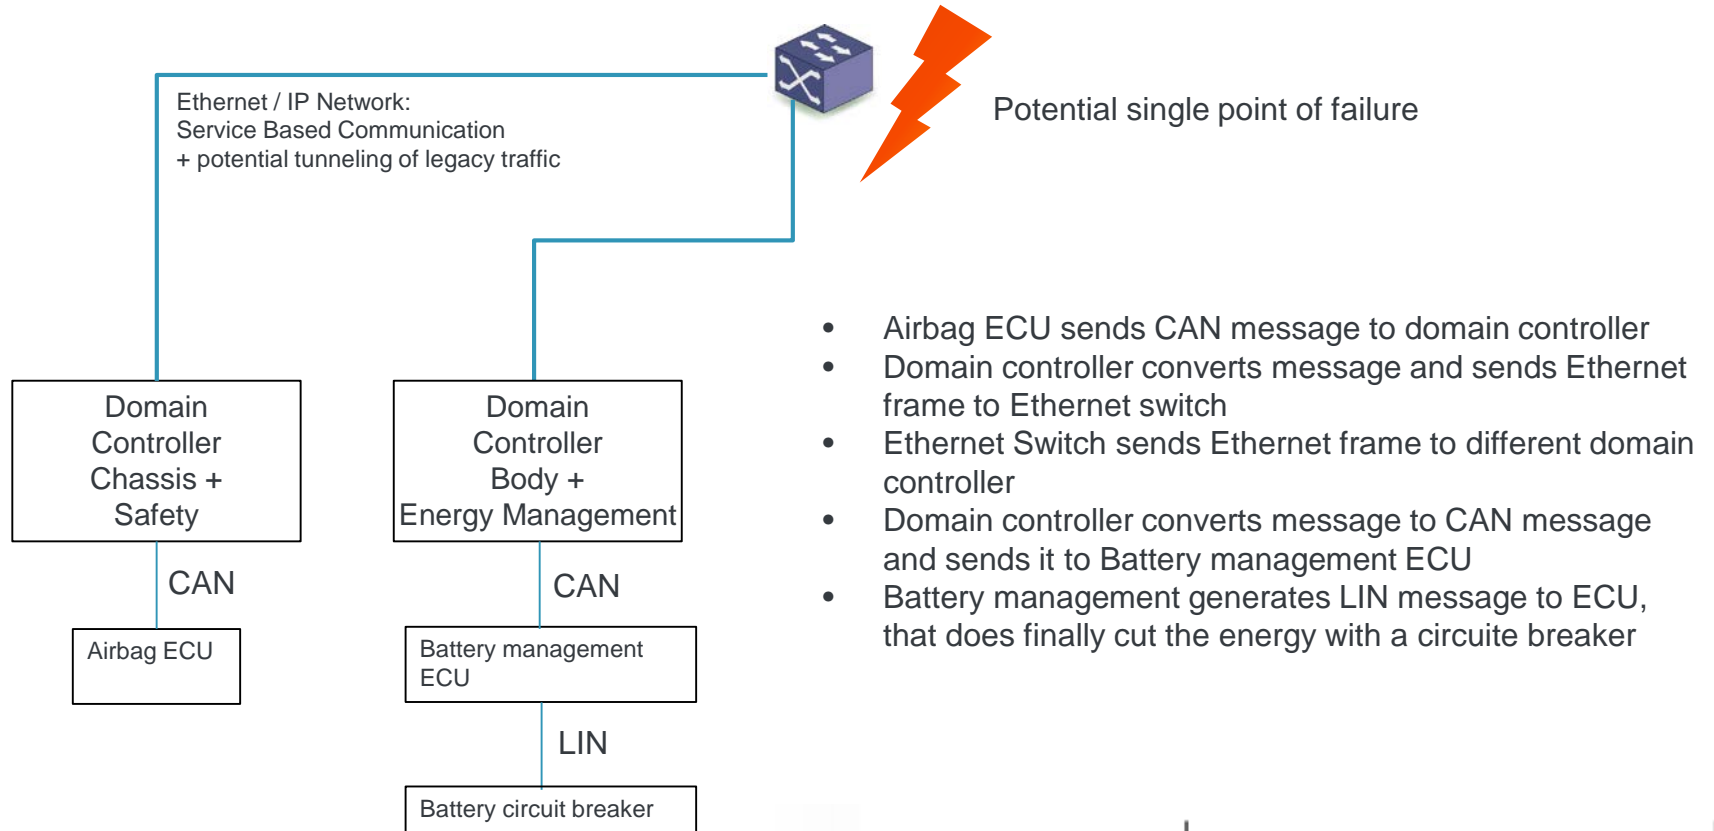 Ethernet / IP Network:
Service Based Communication
+ potential tunneling of legacy traffic
Potential single point of failure
• Airbag ECU sends CAN message to domain controller
• Domain controller converts message and sends Ethernet
frame to Ethernet switch
• Ethernet Switch sends Ethernet frame to different domain
controller
• Domain controller converts message to CAN message
and sends it to Battery management ECU
• Battery management generates LIN message to ECU,
that does finally cut the energy with a circuite breaker
Domain
Controller
Chassis +
Safety
CAN
Airbag ECU
Domain
Controller
Body +
Energy Management
CAN
Battery management
ECU
LIN
Battery circuit breaker